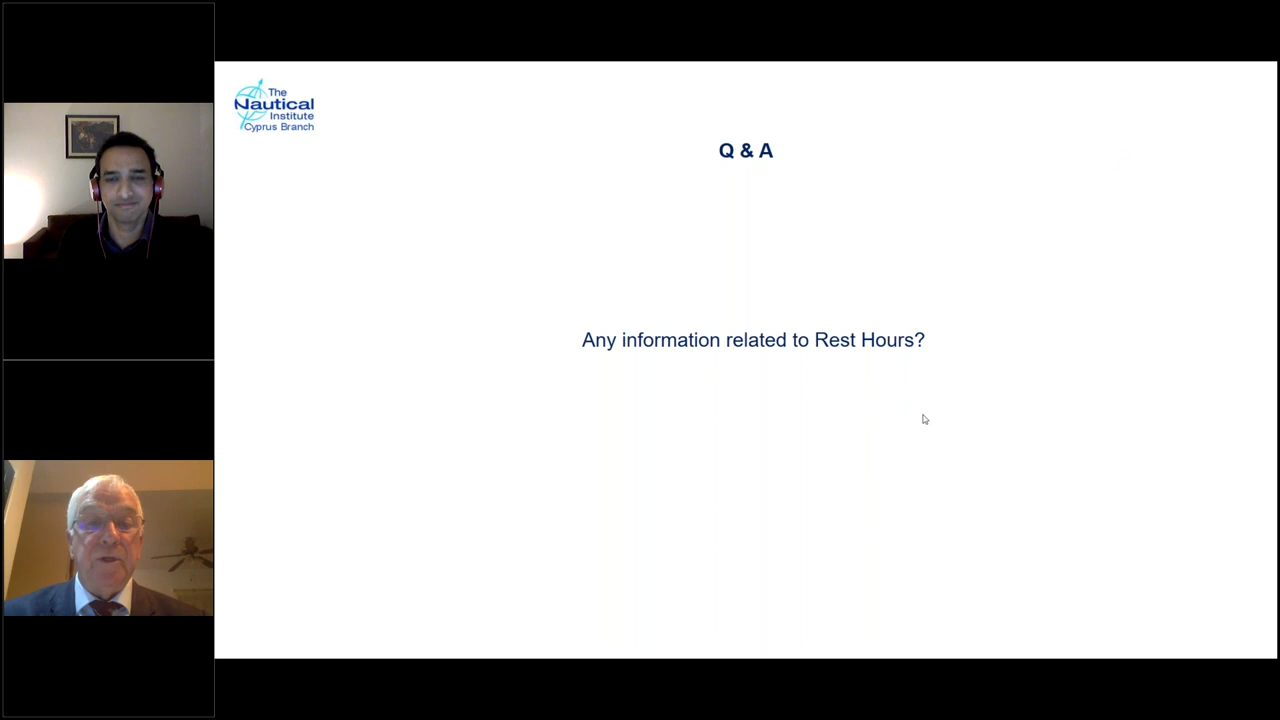 The
Nautical
Institute
Cyprus Branch
Q & A
Any information related to Rest Hours?